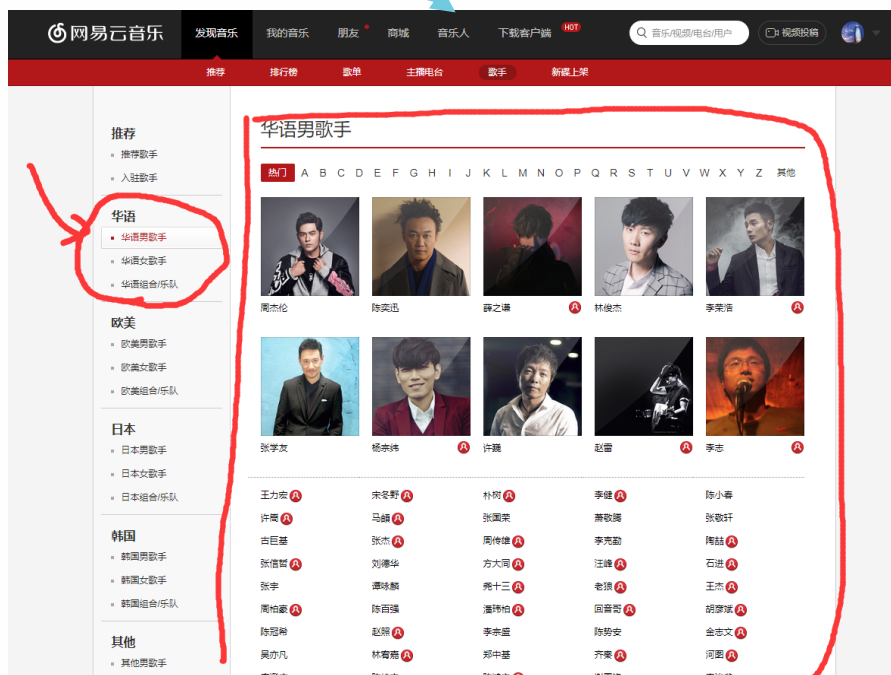 网易云音乐 发现音乐 我的音乐 朋友 商城 音乐人 下载客户端 HOT 音乐/视频/电台/用户 视频投稿
推荐 排行榜 歌单 主播电台 歌手 新碟上架
推荐
推荐歌手
入驻歌手
华语
华语男歌手
华语女歌手
华语组合/乐队
欧美
欧美男歌手
欧美女歌手
欧美组合/乐队
日本
日本男歌手
日本女歌手
日本组合/乐队
韩国
韩国男歌手
韩国女歌手
韩国组合/乐队
其他
其他男歌手
华语男歌手
热门 A B C D E F G H I J K L M N O P Q R S T U V W X Y Z 其他
周杰伦 陈奕迅 薛之谦 林俊杰 李荣浩
张学友 杨宗纬 许巍 赵雷 李志
王力宏 宋冬野 朴树 李健 陈小春
许嵩 马頔 张国荣 萧敬腾 张敬轩
古巨基 张杰 周传雄 李克勤 陶喆
张信哲 刘德华 方大同 汪峰 石进
张宇 谭咏麟 尧十三 老狼 王杰
周柏豪 陈百强 潘玮柏 回音哥 胡彦斌
陈冠希 赵照 李宗盛 陈势安 金志文
吴亦凡 林宥嘉 郑中基 齐秦 河图